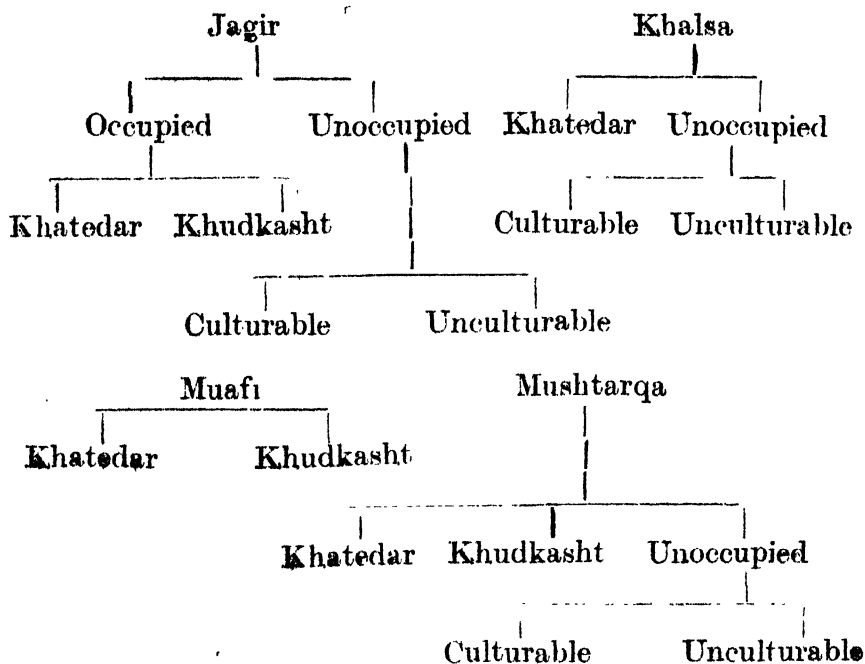 Jagir Khalsa
Occupied Unoccupied Khatedar Unoccupied
Khatedar Khudkasht Culturable Unculturable
Culturable Unculturable
Muafi Mushtarqa
Khatedar Khudkasht
Khatedar Khudkasht Unoccupied
Culturable Unculturable